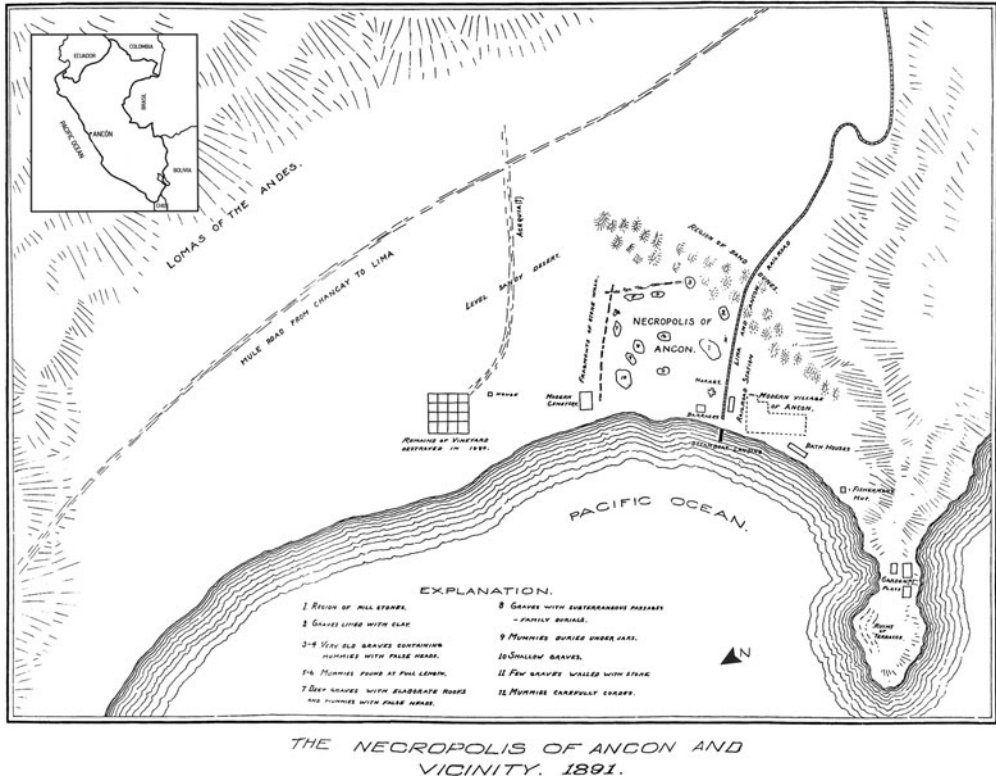 ECUADOR
COLOMBIA
BRASIL
PACIFIC OCEAN
ANCÓN
BOLIVIA
LOMAS OF THE ANDES.
MULE ROAD FROM CHANCAY TO LIMA
ACEQUIA(?)
LEVEL SANDY DESERT.
REGION OF SAND DUNES.
LIMA AND ANCON RAILROAD
FRAGMENTS OF STONE WALL.
NECROPOLIS OF
ANCON.
MODERN
CEMETERY
MARKET
BARRACKS
RAILROAD STATION
MODERN VILLAGE
OF ANCON.
HOUSE
REMAINS OF VINEYARD
DESTROYED IN 1880.
STEAMBOAT LANDING
BATH HOUSES
FISHERMANS
HUT.
PACIFIC OCEAN.
GARDEN
PLOTS
RUINS
OF
TERRACES
EXPLANATION.
1 REGION OF MILL STONES.
2 GRAVES LINED WITH CLAY.
3-4 VERY OLD GRAVES CONTAINING
MUMMIES WITH FALSE HEADS.
5-6 MUMMIES FOUND AT FULL LENGTH.
7 DEEP GRAVES WITH ELABORATE ROOFS
AND MUMMIES WITH FALSE HEADS.
8 GRAVES WITH SUBTERRANEOUS PASSAGES
- FAMILY BURIALS.
9 MUMMIES BURIED UNDER JARS.
10 SHALLOW GRAVES.
11 FEW GRAVES WALLED WITH STONE
12 MUMMIES CAREFULLY CORDED.
N
THE NECROPOLIS OF ANCON AND
VICINITY. 1891.